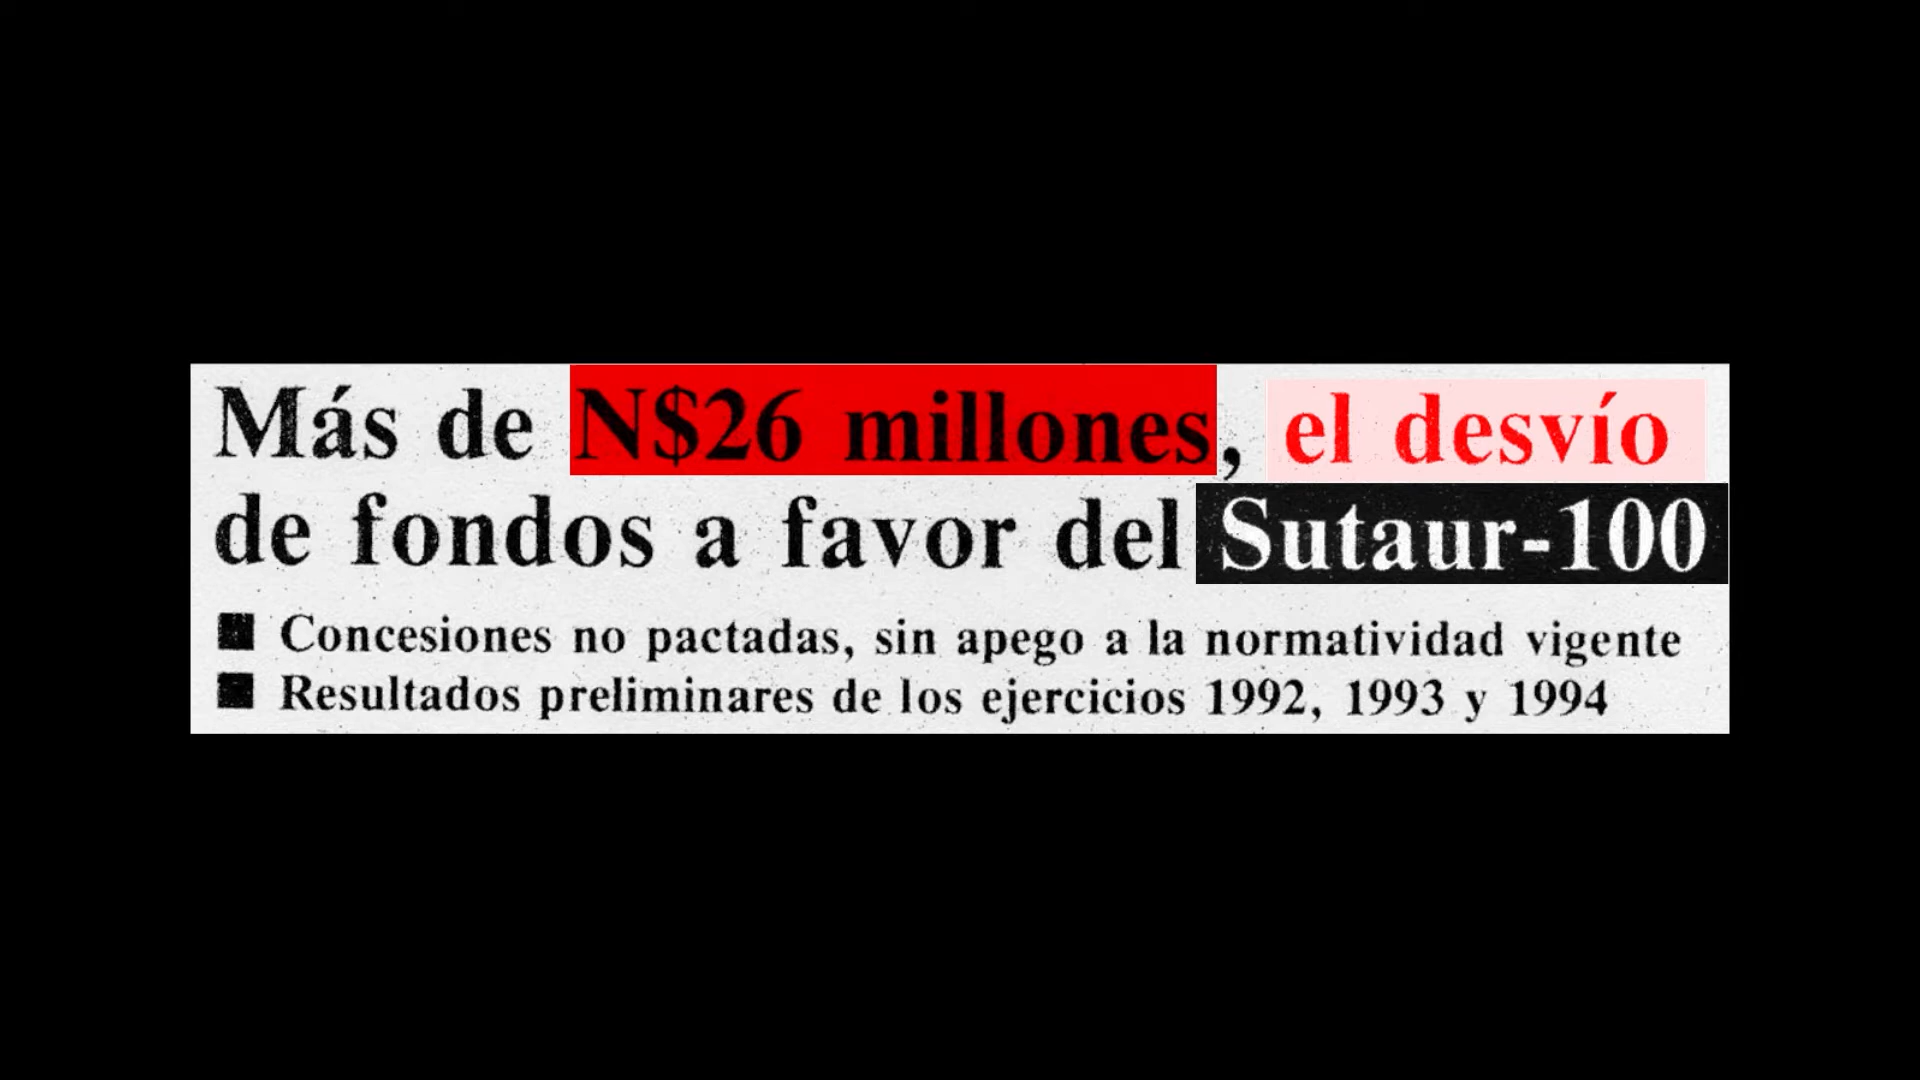 Más de N$26 millones, el desvío
de fondos a favor del Sutaur-100
■ Concesiones no pactadas, sin apego a la normatividad vigente
■ Resultados preliminares de los ejercicios 1992, 1993 y 1994